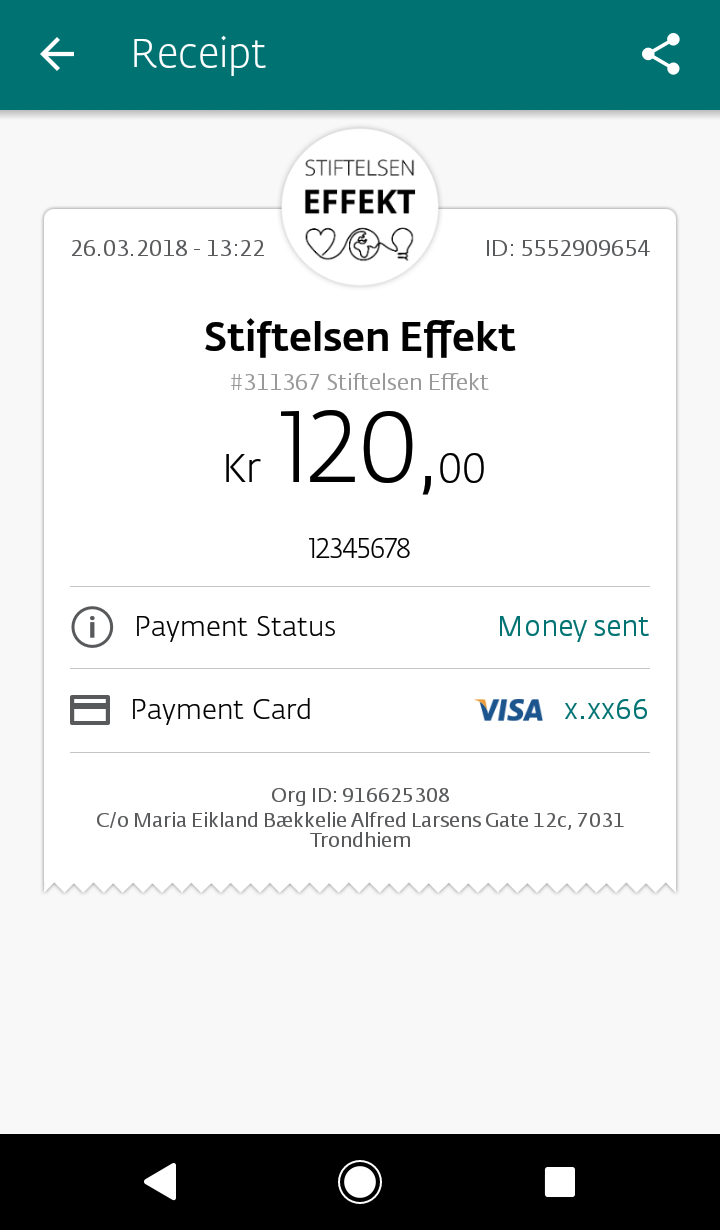 Receipt
STIFTELSEN
EFFEKT
26.03.2018 - 13:22
ID: 5552909654
Stiftelsen Effekt
#311367 Stiftelsen Effekt
Kr 120,00
12345678
Payment Status Money sent
Payment Card VISA x.xx66
Org ID: 916625308
C/o Maria Eikland Bækkelie Alfred Larsens Gate 12c, 7031
Trondhiem